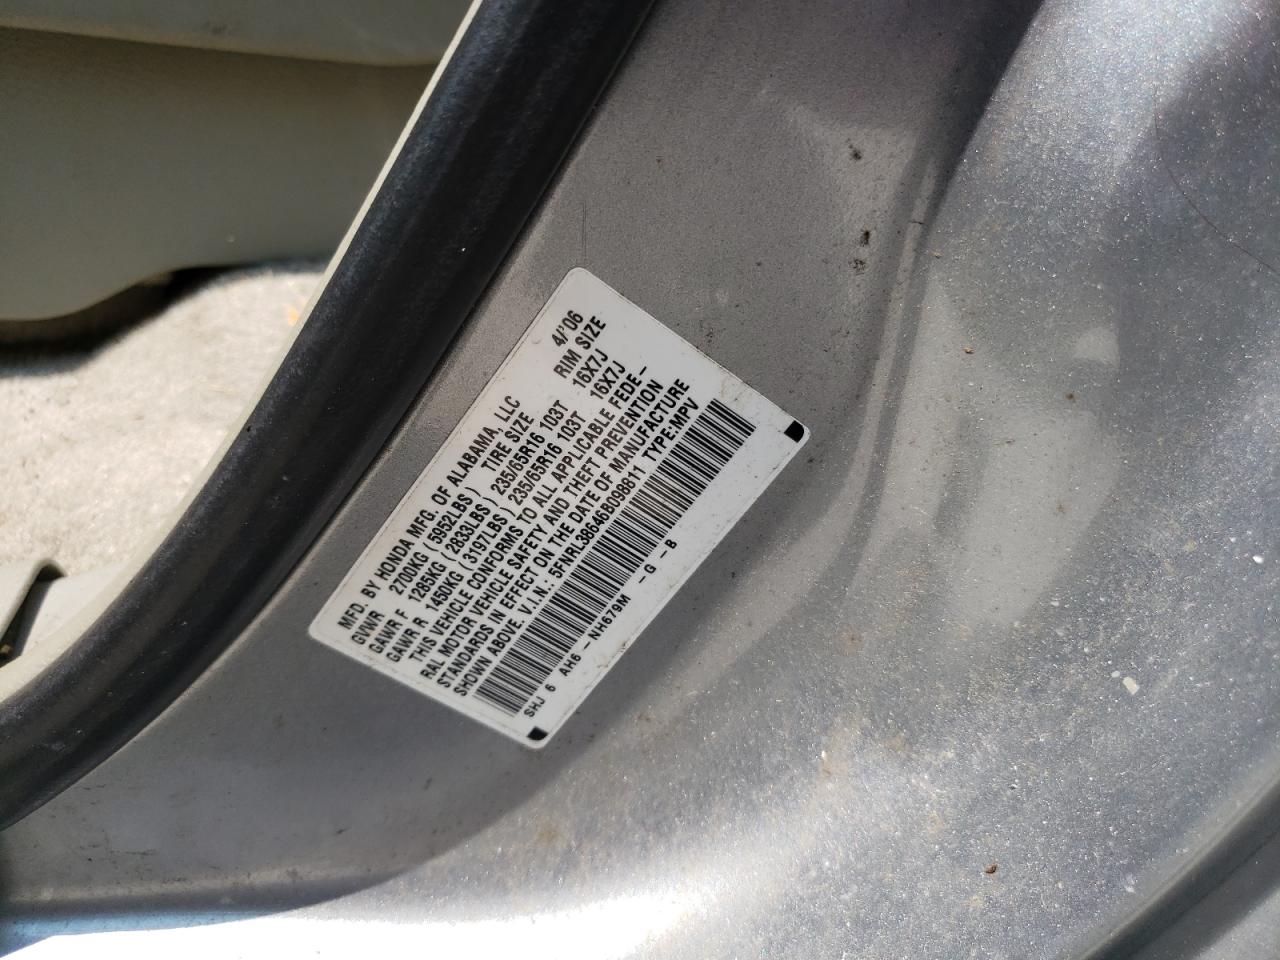 MFD. BY HONDA MFG. OF ALABAMA, LLC 4/'06
GVWR 2700KG (5952LBS) TIRE SIZE RIM SIZE
GAWR F 1285KG (2833LBS) 235/65R16 103T 16X7J
GAWR R 1450KG (3197LBS) 235/65R16 103T 16X7J
THIS VEHICLE CONFORMS TO ALL APPLICABLE FEDE-
RAL MOTOR VEHICLE SAFETY AND THEFT PREVENTION
STANDARDS IN EFFECT ON THE DATE OF MANUFACTURE
SHOWN ABOVE. V.I.N.: 5FNRL38646B098811 TYPE:MPV
SHJ 6 AH6 - NH679M -G -B